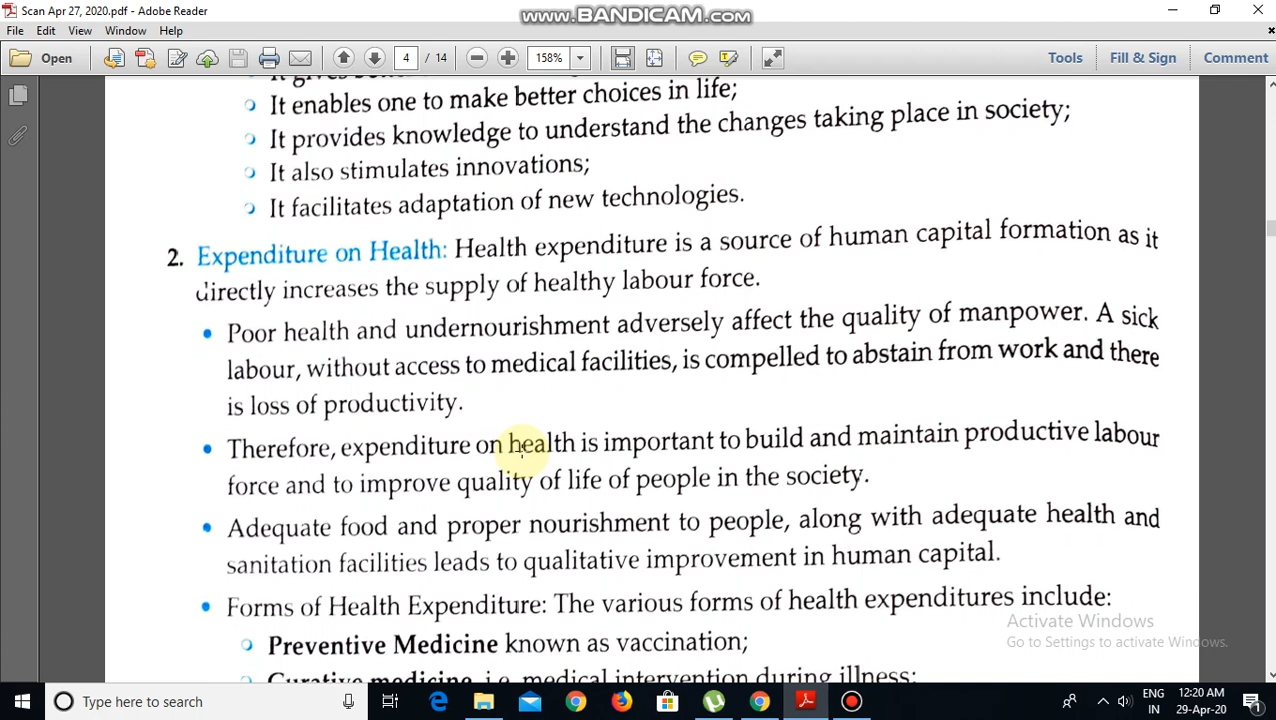 Scan Apr 27, 2020.pdf - Adobe Reader
www.BANDICAM.com
File Edit View Window Help
Open 4 / 14 158% Tools Fill & Sign Comment
It gives
It enables one to make better choices in life;
It provides knowledge to understand the changes taking place in society;
It also stimulates innovations;
It facilitates adaptation of new technologies.
2. Expenditure on Health: Health expenditure is a source of human capital formation as it
directly increases the supply of healthy labour force.
Poor health and undernourishment adversely affect the quality of manpower. A sick
labour, without access to medical facilities, is compelled to abstain from work and there
is loss of productivity.
Therefore, expenditure on health is important to build and maintain productive labour
force and to improve quality of life of people in the society.
Adequate food and proper nourishment to people, along with adequate health and
sanitation facilities leads to qualitative improvement in human capital.
Forms of Health Expenditure: The various forms of health expenditures include:
Preventive Medicine known as vaccination;
Curative medicine, i.e. medical intervention during illness;
Activate Windows
Go to Settings to activate Windows.
Type here to search
ENG 12:20 AM
IN 29-Apr-20
1